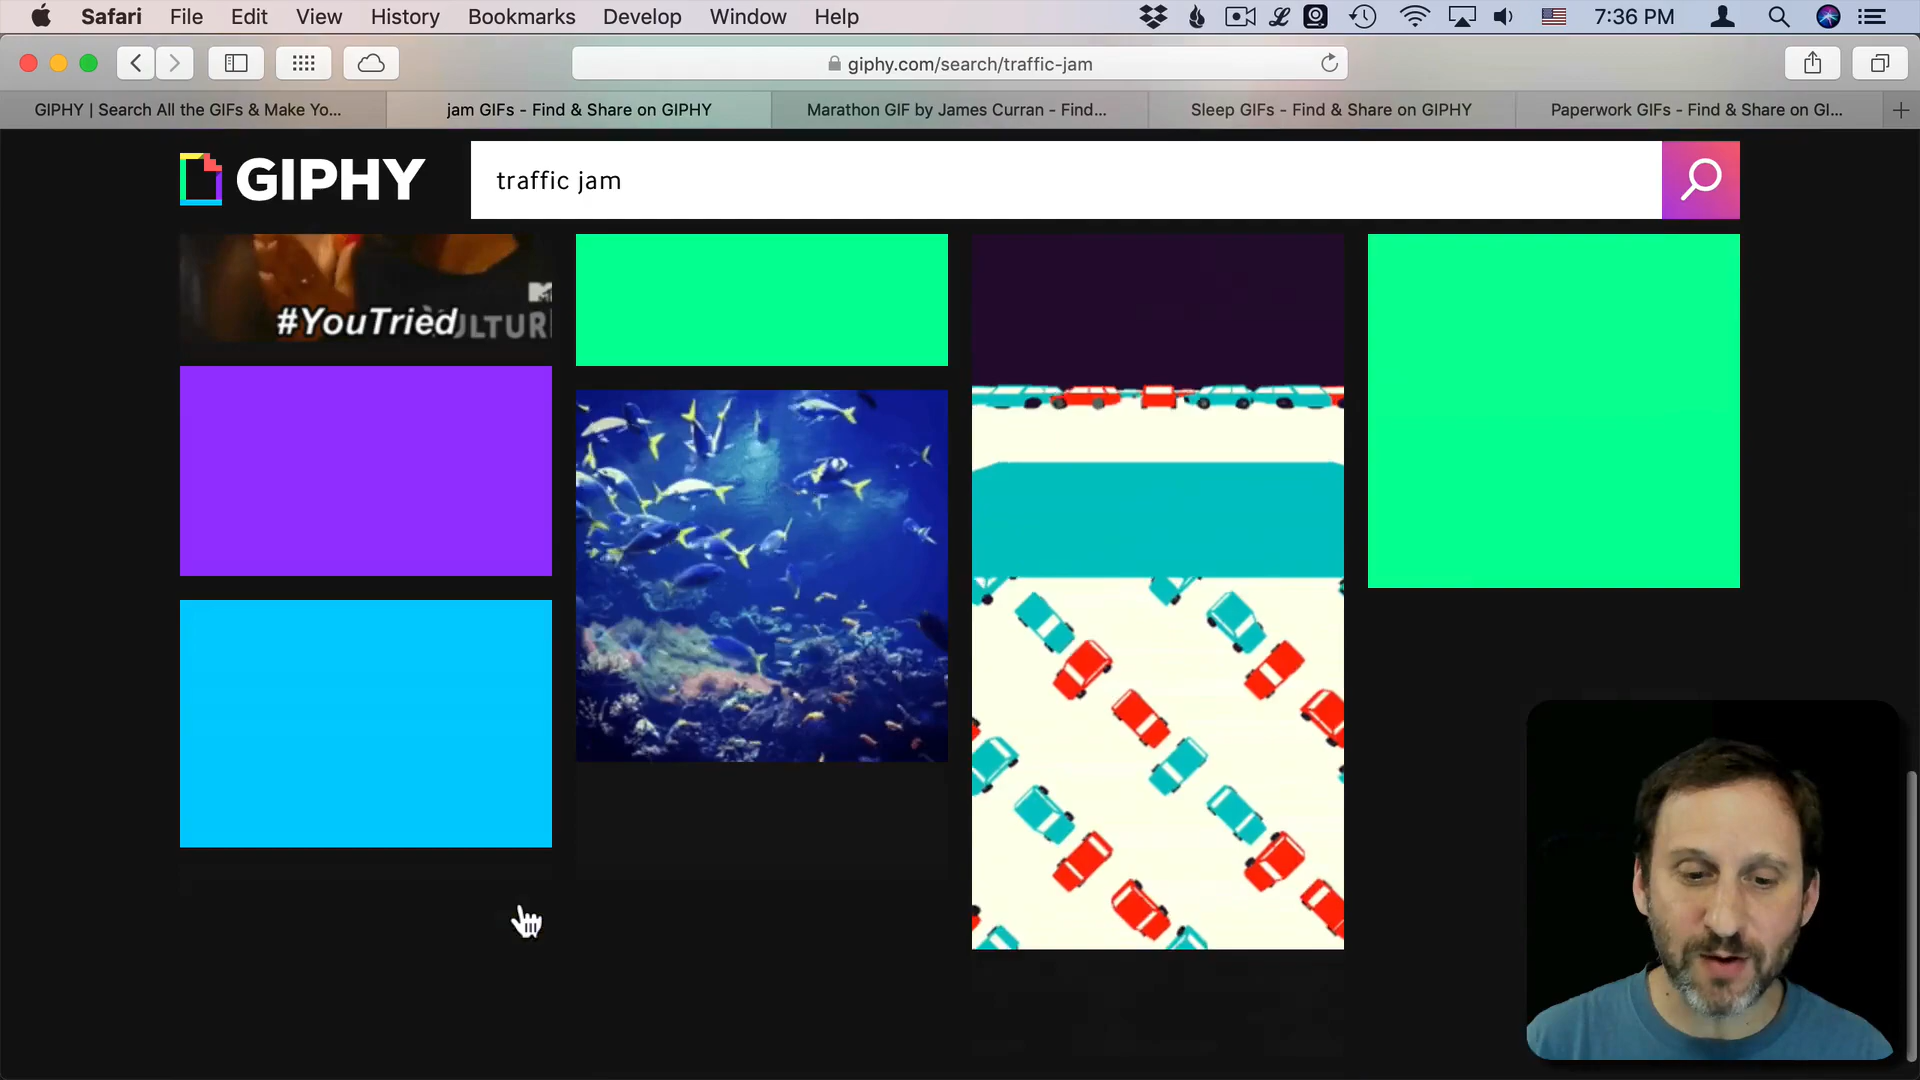 Safari File Edit View History Bookmarks Develop Window Help 7:36 PM
giphy.com/search/traffic-jam
GIPHY | Search All the GIFs & Make Yo... jam GIFs - Find & Share on GIPHY Marathon GIF by James Curran - Find... Sleep GIFs - Find & Share on GIPHY Paperwork GIFs - Find & Share on GI...
GIPHY traffic jam
#YouTried